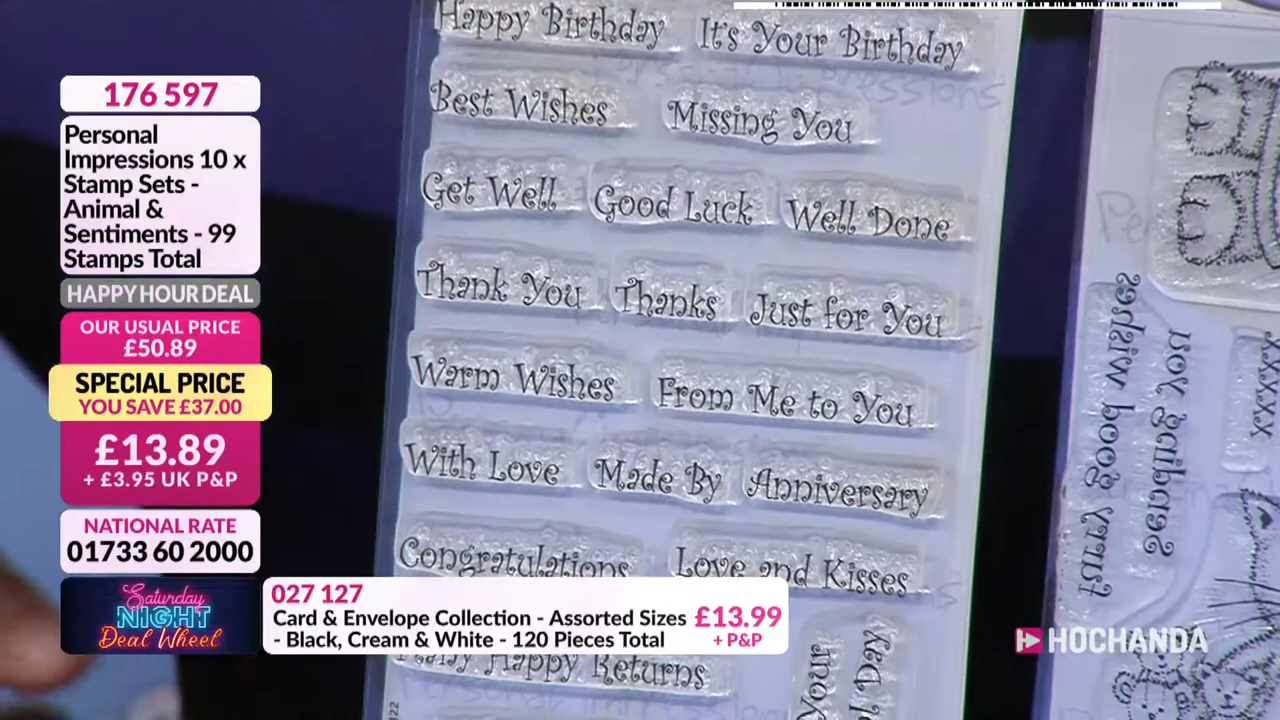 176 597
Personal
Impressions 10 x
Stamp Sets -
Animal &
Sentiments - 99
Stamps Total
HAPPY HOUR DEAL
OUR USUAL PRICE
£50.89
SPECIAL PRICE
YOU SAVE £37.00
£13.89
+ £3.95 UK P&P
NATIONAL RATE
01733 60 2000
Saturday
NIGHT
Deal Wheel
027 127
Card & Envelope Collection - Assorted Sizes
- Black, Cream & White - 120 Pieces Total
£13.99
+ P&P
Happy Birthday
It's Your Birthday
Best Wishes
Missing You
Get Well
Good Luck
Well Done
Thank You
Thanks
Just for You
Warm Wishes
From Me to You
With Love
Made By
Anniversary
Congratulations
Love and Kisses
Happy Returns
Your
Day
sending you
furry good wishes
xxxxx
HOCHANDA